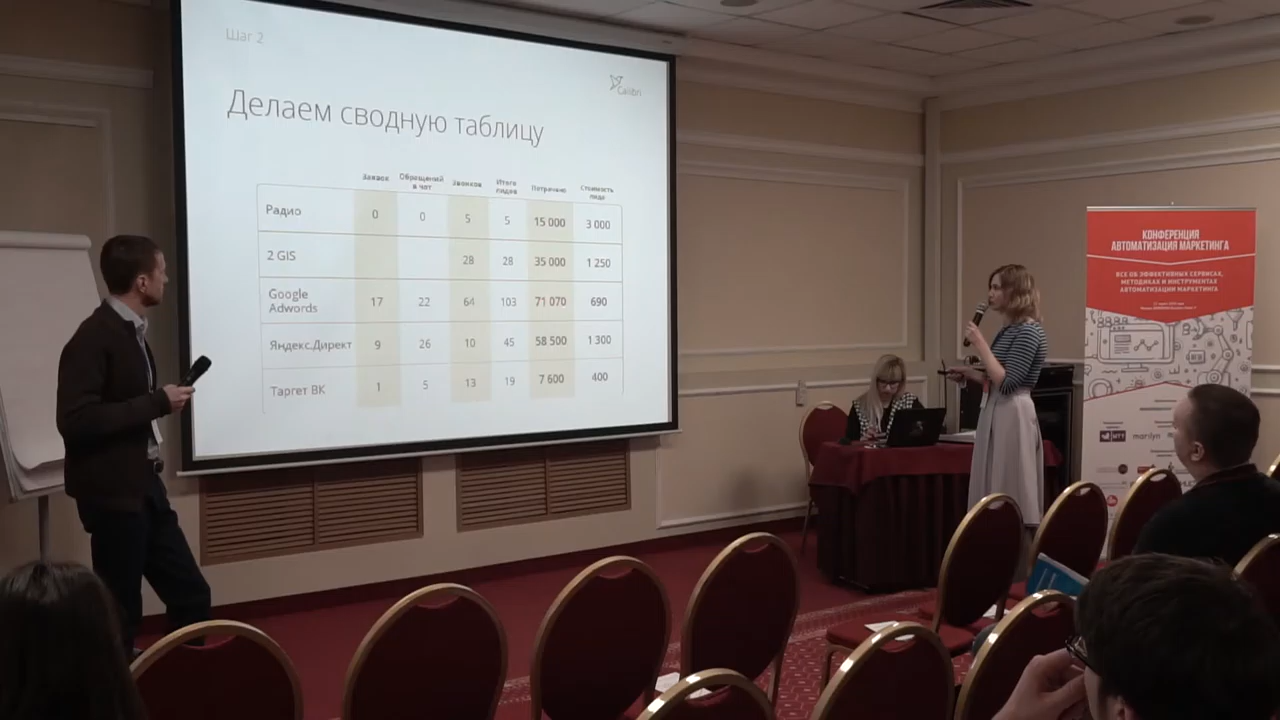 Шаг 2
Calibri
Делаем сводную таблицу
Заявок Обращений в чат Звонков Итого лидов Потрачено Стоимость лида
Радио 0 0 5 5 15 000 3 000
2 GIS 28 28 35 000 1 250
Google Adwords 17 22 64 103 71 070 690
Яндекс.Директ 9 26 10 45 58 500 1 300
Таргет ВК 1 5 13 19 7 600 400
КОНФЕРЕНЦИЯ
АВТОМАТИЗАЦИЯ МАРКЕТИНГА
ВСЕ ОБ ЭФФЕКТИВНЫХ СЕРВИСАХ,
МЕТОДИКАХ И ИНСТРУМЕНТАХ
АВТОМАТИЗАЦИИ МАРКЕТИНГА
МТТ marilyn